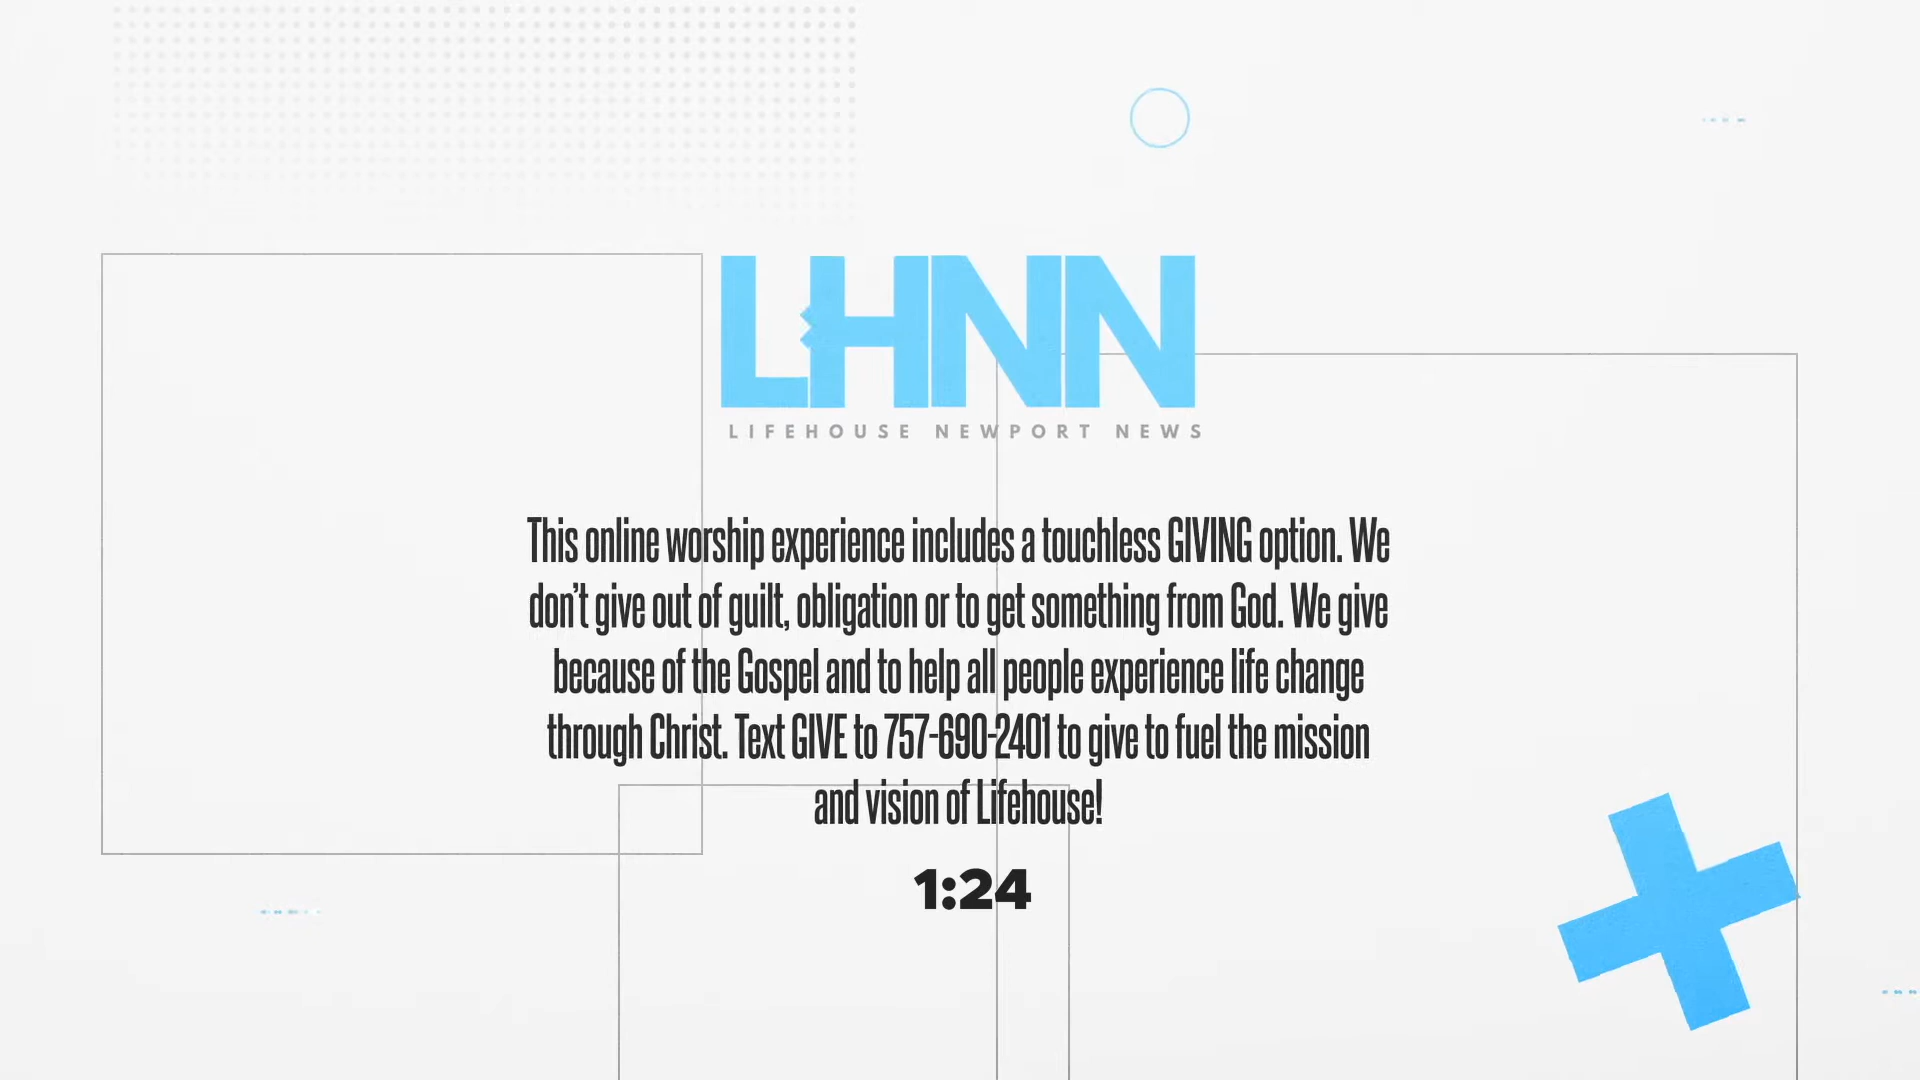 LHNN
LIFEHOUSE NEWPORT NEWS
This online worship experience includes a touchless GIVING option. We
don't give out of guilt, obligation or to get something from God. We give
because of the Gospel and to help all people experience life change
through Christ. Text GIVE to 757-690-2401 to give to fuel the mission
and vision of Lifehouse!
1:24